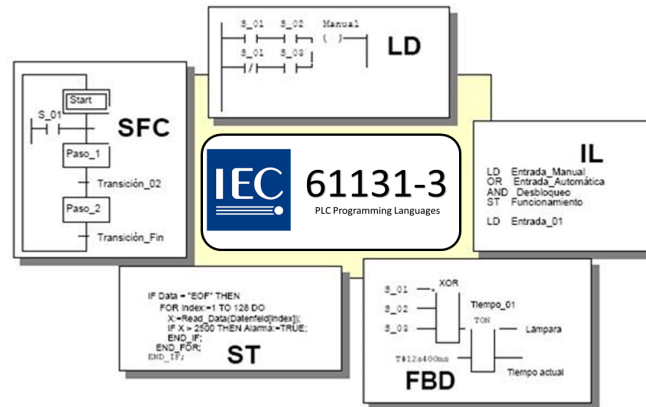 S_01 S_02 Manual
( )
S_01 S_03
LD
Start
S_01
SFC
Paso_1
Transición_02
Paso_2
Transición_Fin
IEC
61131-3
PLC Programming Languages
IL
LD Entrada_Manual
OR Entrada_Automática
AND Desbloqueo
ST Funcionamiento
LD Entrada_01
IF Data = "EOF" THEN
FOR Index:=1 TO 128 DO
X:=Read_Data(Datenfeld[Index]);
IF X > 2500 THEN Alarma:=TRUE;
END_IF;
END_FOR;
END_IF;
ST
XOR
S_01
S_02
S_03
Tiempo_01
TON
Lámpara
T#12s400ms
Tiempo actual
FBD